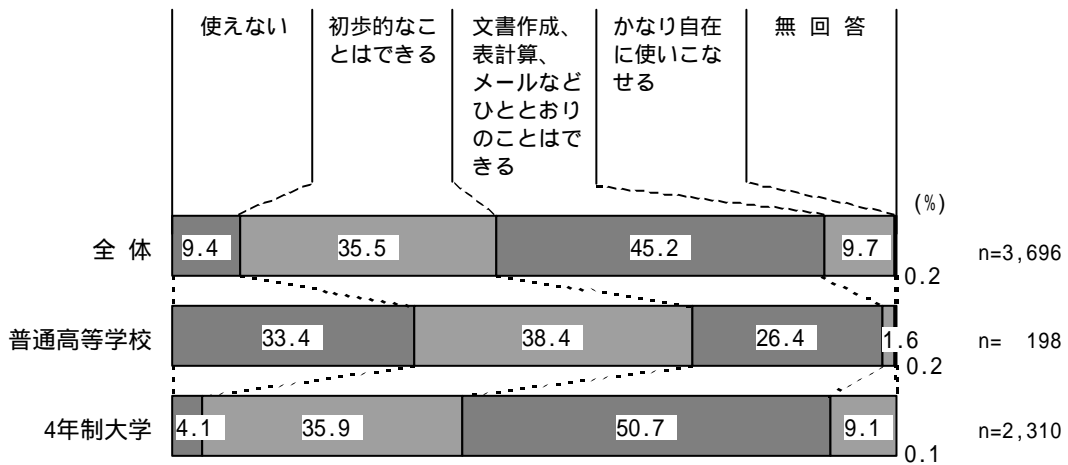 使えない
初歩的なこ
とはできる
文書作成、
表計算、
メールなど
ひととおり
のことはで
きる
かなり自在
に使いこな
せる
無 回 答
(%)
全 体 9.4 35.5 45.2 9.7 0.2 n=3,696
普通高等学校 33.4 38.4 26.4 1.6 0.2 n= 198
4年制大学 4.1 35.9 50.7 9.1 0.1 n=2,310